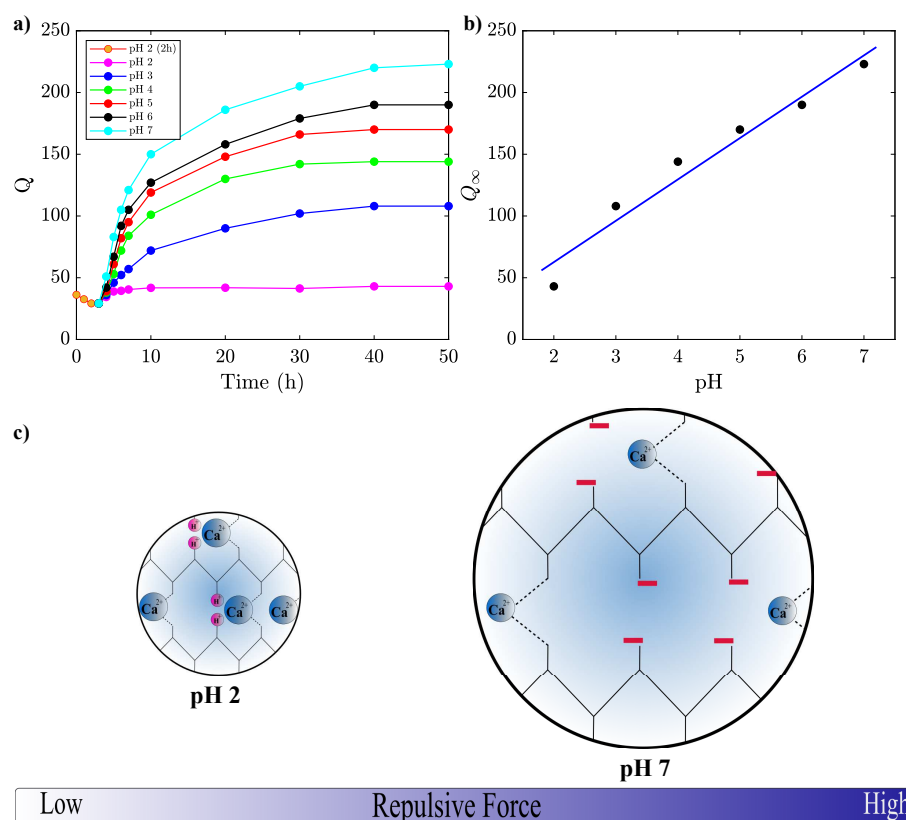 a)
250
200
150
100
50
0
Q
pH 2 (2h)
pH 2
pH 3
pH 4
pH 5
pH 6
pH 7
0 10 20 30 40 50
Time (h)
b)
250
200
150
100
50
0
Q∞
2 3 4 5 6 7
pH
c)
H⁺
Ca²⁺
H⁺
Ca²⁺
H⁺
Ca²⁺
Ca²⁺
H⁺
pH 2
Ca²⁺
Ca²⁺
Ca²⁺
pH 7
Low Repulsive Force High